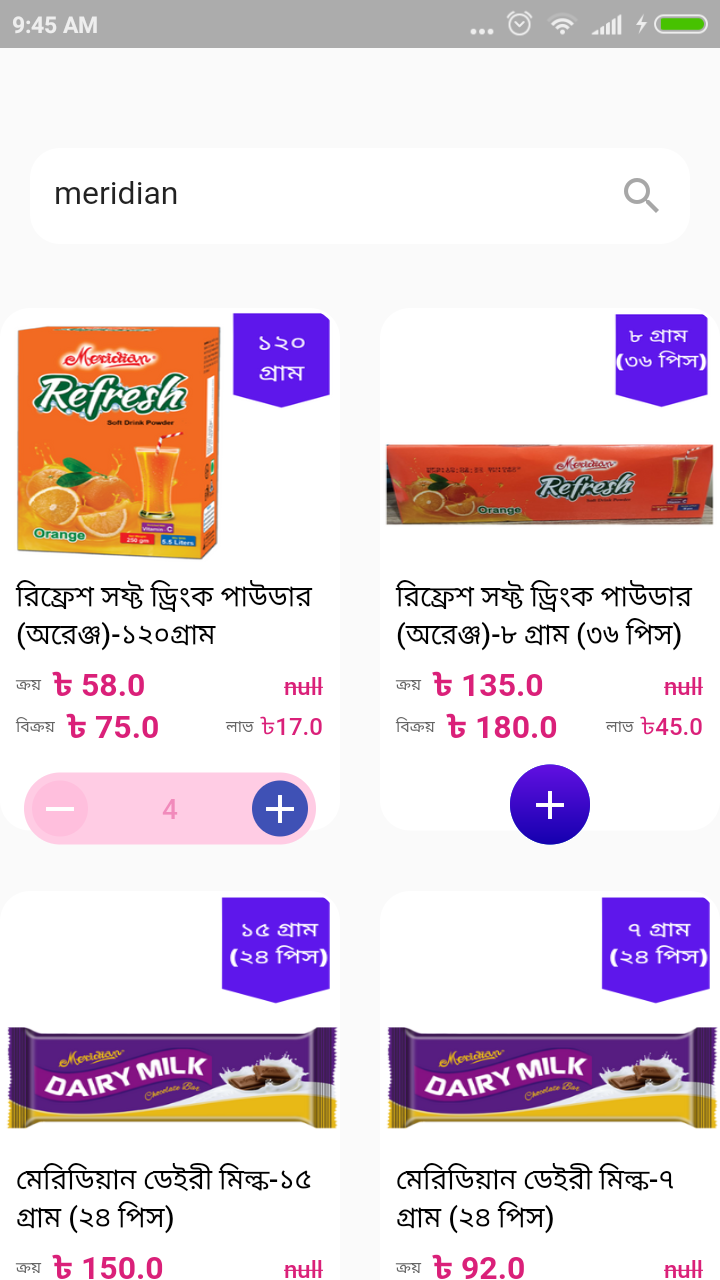 9:45 AM
meridian
১২০
গ্রাম
Meridian
Refresh
Soft Drink Powder
Orange
Vitamin-C
250 gm
6.5 Liters
৮ গ্রাম
(৩৬ পিস)
Meridian
Refresh
Soft Drink Powder
Orange
রিফ্রেশ সফ্ট ড্রিংক পাউডার
(অরেঞ্জ)-১২০গ্রাম
ক্রয় ৳ 58.0 null
বিক্রয় ৳ 75.0 লাভ ৳17.0
4
রিফ্রেশ সফ্ট ড্রিংক পাউডার
(অরেঞ্জ)-৮ গ্রাম (৩৬ পিস)
ক্রয় ৳ 135.0 null
বিক্রয় ৳ 180.0 লাভ ৳45.0
১৫ গ্রাম
(২৪ পিস)
Meridian
DAIRY MILK
Chocolate Bar
৭ গ্রাম
(২৪ পিস)
Meridian
DAIRY MILK
Chocolate Bar
মেরিডিয়ান ডেইরী মিল্ক-১৫
গ্রাম (২৪ পিস)
ক্রয় ৳ 150.0 null
মেরিডিয়ান ডেইরী মিল্ক-৭
গ্রাম (২৪ পিস)
ক্রয় ৳ 92.0 null